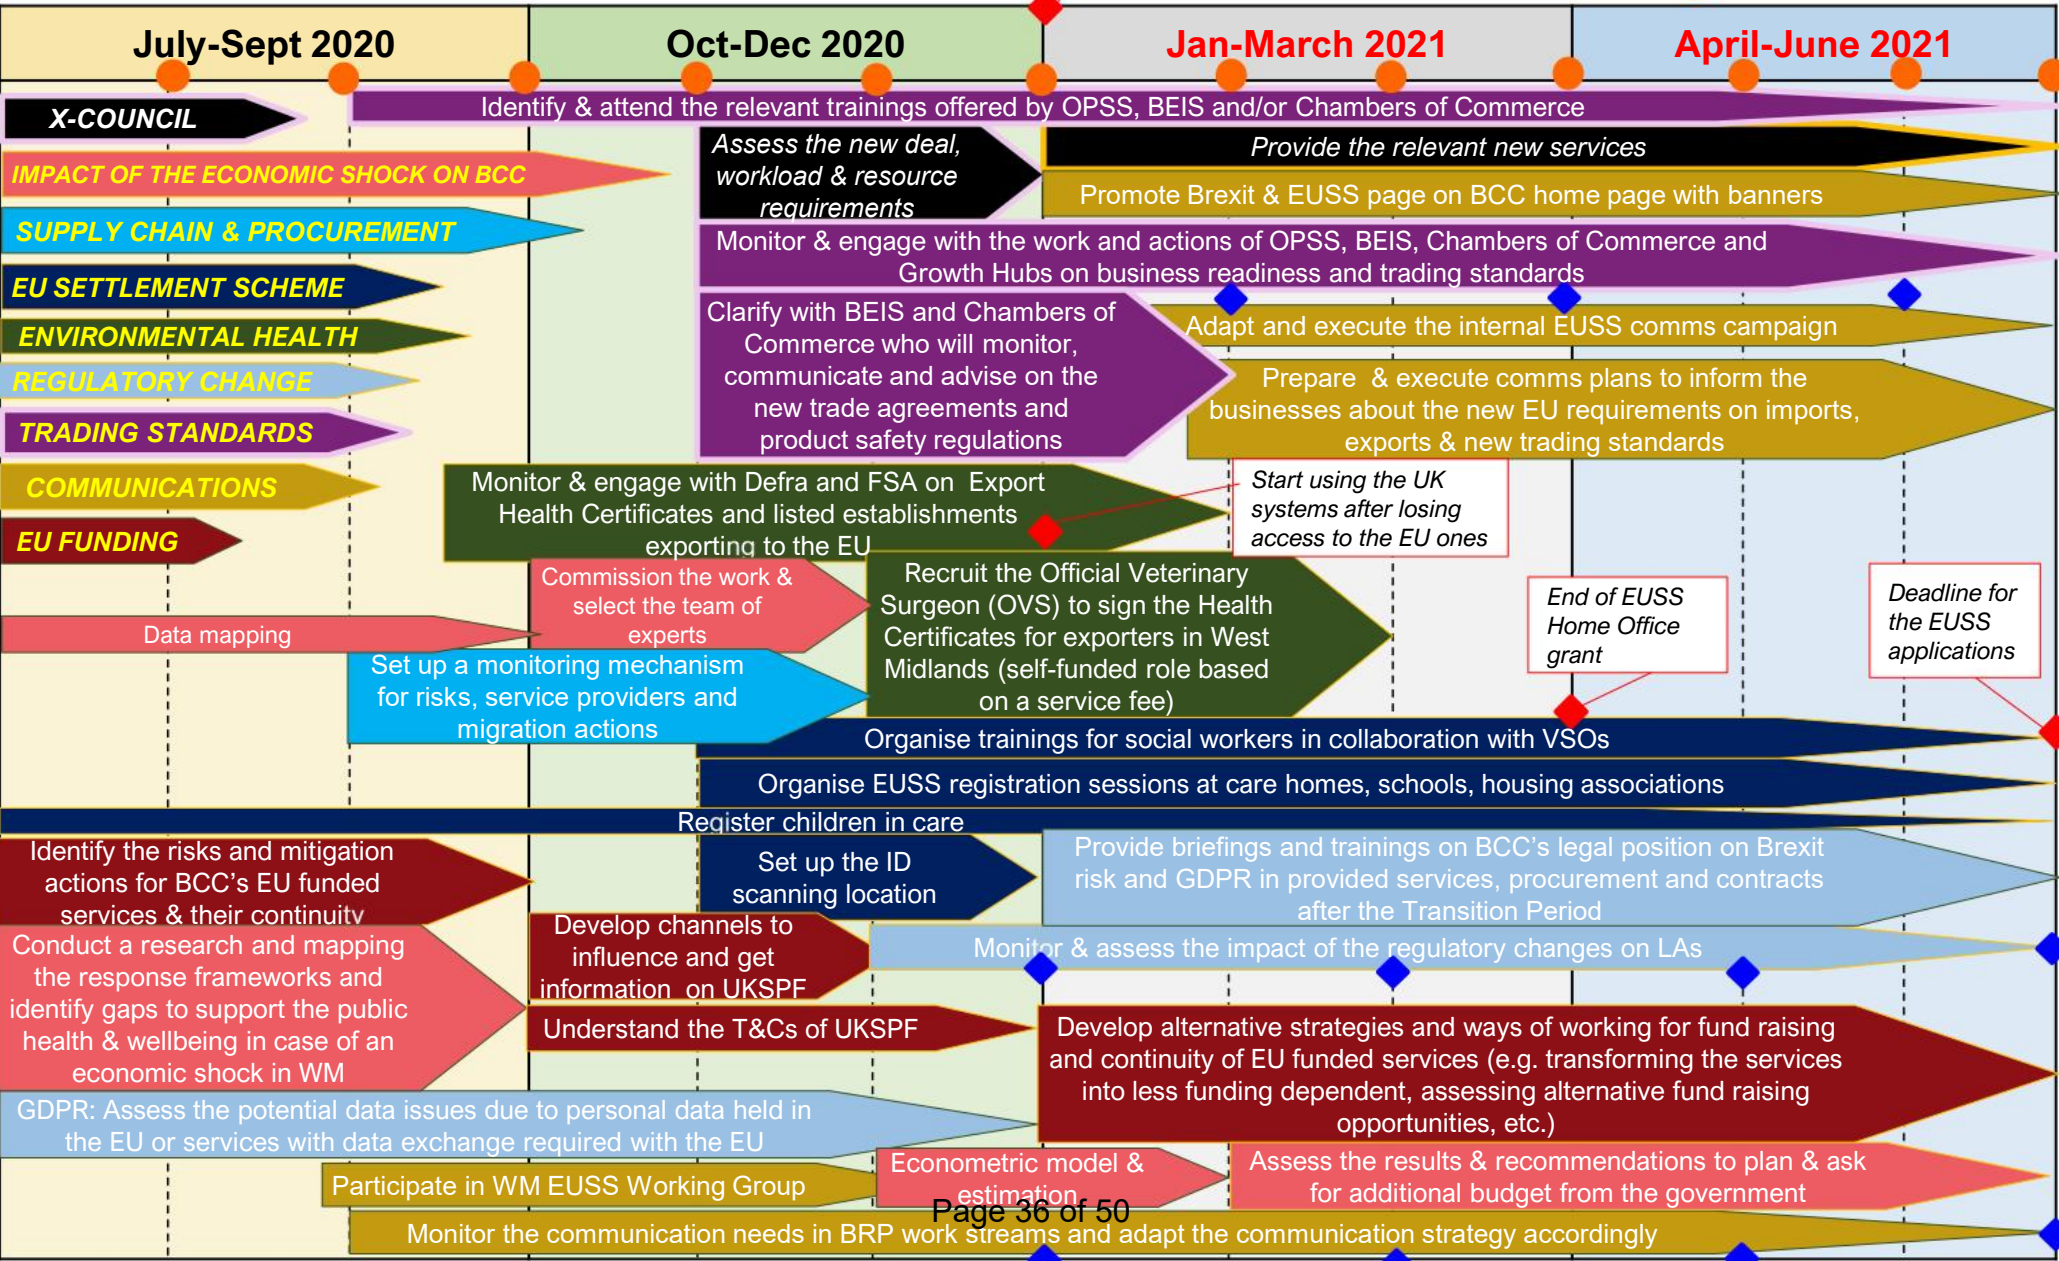 July-Sept 2020
Oct-Dec 2020
Jan-March 2021
April-June 2021
X-COUNCIL
Identify & attend the relevant trainings offered by OPSS, BEIS and/or Chambers of Commerce
Assess the new deal,
workload & resource
requirements
Provide the relevant new services
IMPACT OF THE ECONOMIC SHOCK ON BCC
Promote Brexit & EUSS page on BCC home page with banners
SUPPLY CHAIN & PROCUREMENT
Monitor & engage with the work and actions of OPSS, BEIS, Chambers of Commerce and
Growth Hubs on business readiness and trading standards
EU SETTLEMENT SCHEME
Clarify with BEIS and Chambers of
Commerce who will monitor,
communicate and advise on the
new trade agreements and
product safety regulations
Adapt and execute the internal EUSS comms campaign
ENVIRONMENTAL HEALTH
REGULATORY CHANGE
Prepare & execute comms plans to inform the
businesses about the new EU requirements on imports,
exports & new trading standards
TRADING STANDARDS
COMMUNICATIONS
Monitor & engage with Defra and FSA on Export
Health Certificates and listed establishments
exporting to the EU
Start using the UK
systems after losing
access to the EU ones
EU FUNDING
Commission the work &
select the team of
experts
Recruit the Official Veterinary
Surgeon (OVS) to sign the Health
Certificates for exporters in West
Midlands (self-funded role based
on a service fee)
End of EUSS
Home Office
grant
Deadline for
the EUSS
applications
Data mapping
Set up a monitoring mechanism
for risks, service providers and
migration actions
Organise trainings for social workers in collaboration with VSOs
Organise EUSS registration sessions at care homes, schools, housing associations
Register children in care
Identify the risks and mitigation
actions for BCC's EU funded
services & their continuity
Set up the ID
scanning location
Provide briefings and trainings on BCC's legal position on Brexit
risk and GDPR in provided services, procurement and contracts
after the Transition Period
Develop channels to
influence and get
information on UKSPF
Monitor & assess the impact of the regulatory changes on LAs
Conduct a research and mapping
the response frameworks and
identify gaps to support the public
health & wellbeing in case of an
economic shock in WM
Understand the T&Cs of UKSPF
Develop alternative strategies and ways of working for fund raising
and continuity of EU funded services (e.g. transforming the services
into less funding dependent, assessing alternative fund raising
opportunities, etc.)
GDPR: Assess the potential data issues due to personal data held in
the EU or services with data exchange required with the EU
Participate in WM EUSS Working Group
Econometric model &
estimation
Assess the results & recommendations to plan & ask
for additional budget from the government
Page 36 of 50
Monitor the communication needs in BRP work streams and adapt the communication strategy accordingly